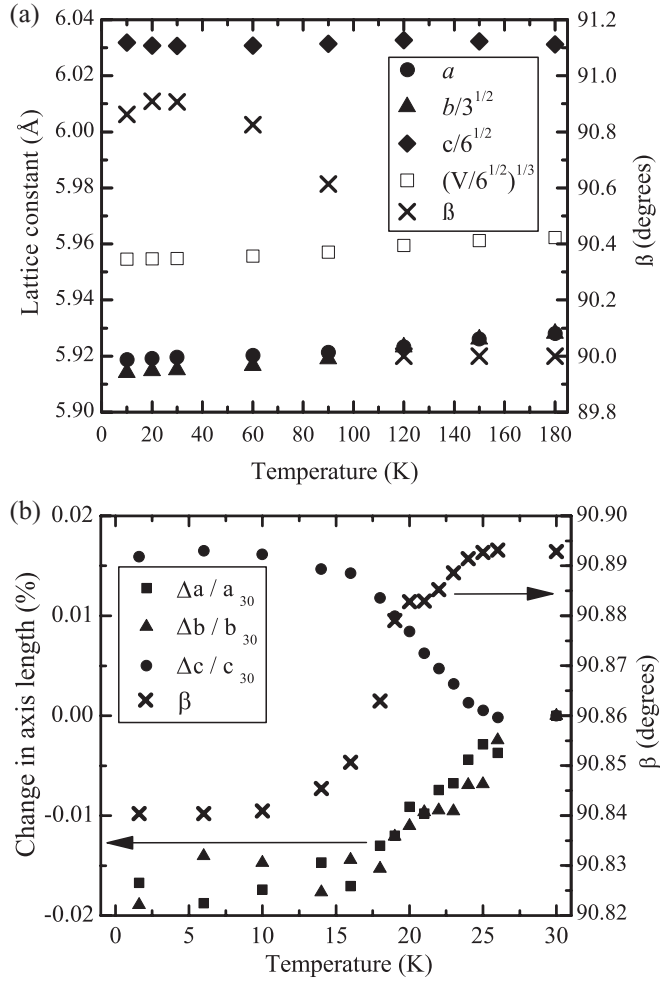 (a)
6.04
6.02
6.00
5.98
5.96
5.94
5.92
5.90
Lattice constant (Å)
a
b/3^1/2
c/6^1/2
(V/6^1/2)^1/3
ß
91.2
91.0
90.8
90.6
90.4
90.2
90.0
89.8
ß (degrees)
0 20 40 60 80 100 120 140 160 180
Temperature (K)
(b)
0.02
0.01
0.00
-0.01
-0.02
Change in axis length (%)
Δa / a 30
Δb / b 30
Δc / c 30
β
90.90
90.89
90.88
90.87
90.86
90.85
90.84
90.83
90.82
β (degrees)
0 5 10 15 20 25 30
Temperature (K)